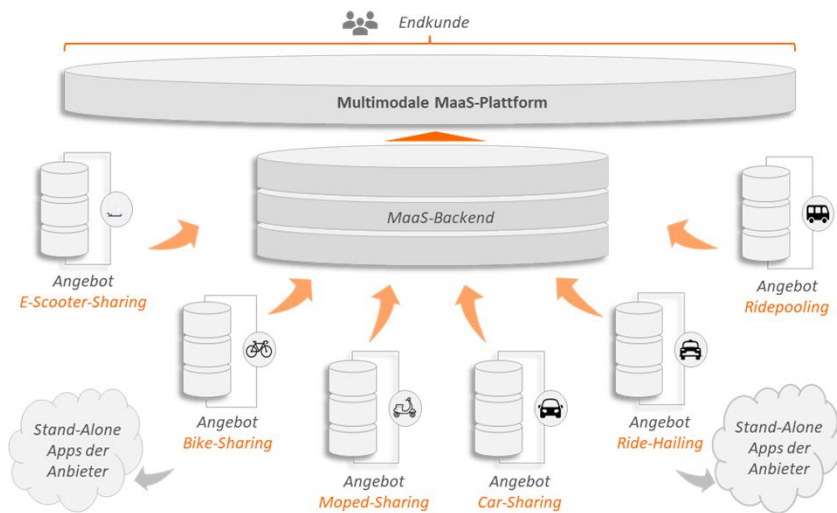 Endkunde
Multimodale MaaS-Plattform
MaaS-Backend
Angebot
E-Scooter-Sharing
Angebot
Ridepooling
Angebot
Bike-Sharing
Angebot
Ride-Hailing
Stand-Alone
Apps der
Anbieter
Stand-Alone
Apps der
Anbieter
Angebot
Moped-Sharing
Angebot
Car-Sharing